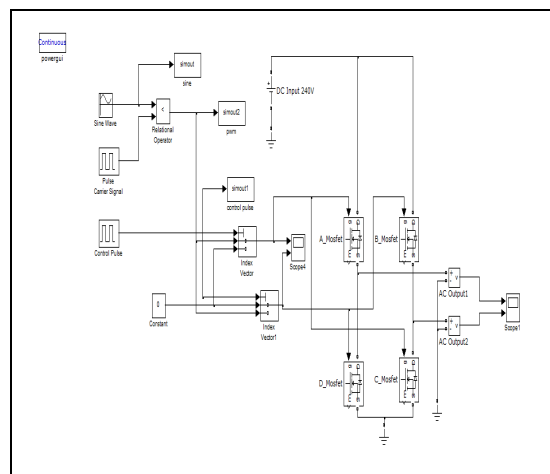 Continuous
powergui
simout
sine
DC Input 240V
Sine Wave
<
Relational
Operator
simout2
pwm
Pulse
Carrier Signal
simout1
control pulse
Control Pulse
Index
Vector
Scope4
A_Mosfet
B_Mosfet
0
Constant
Index
Vector1
AC Output1
AC Output2
Scope1
D_Mosfet
C_Mosfet